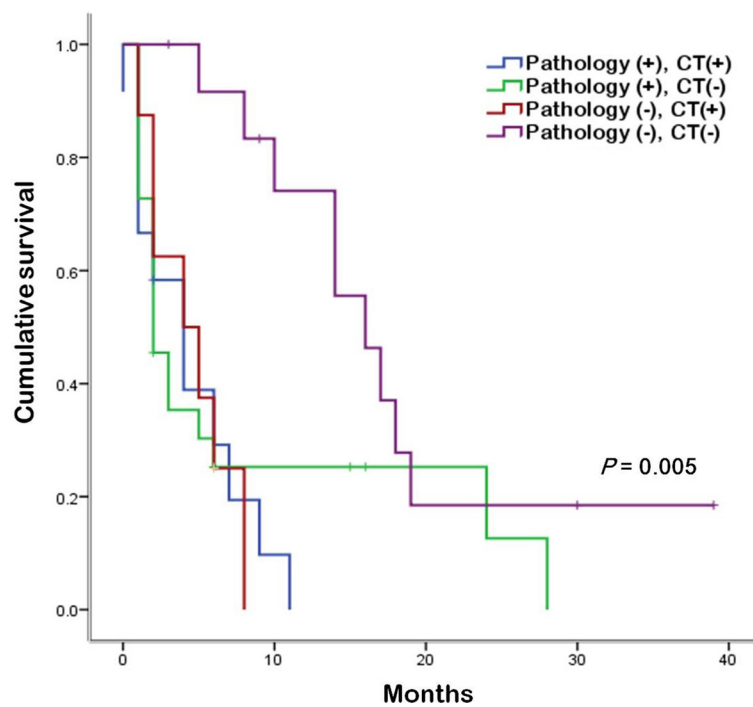 1.0
0.8
0.6
0.4
0.2
0.0
Cumulative survival
Pathology (+), CT(+)
Pathology (+), CT(-)
Pathology (-), CT(+)
Pathology (-), CT(-)
P = 0.005
0 10 20 30 40
Months